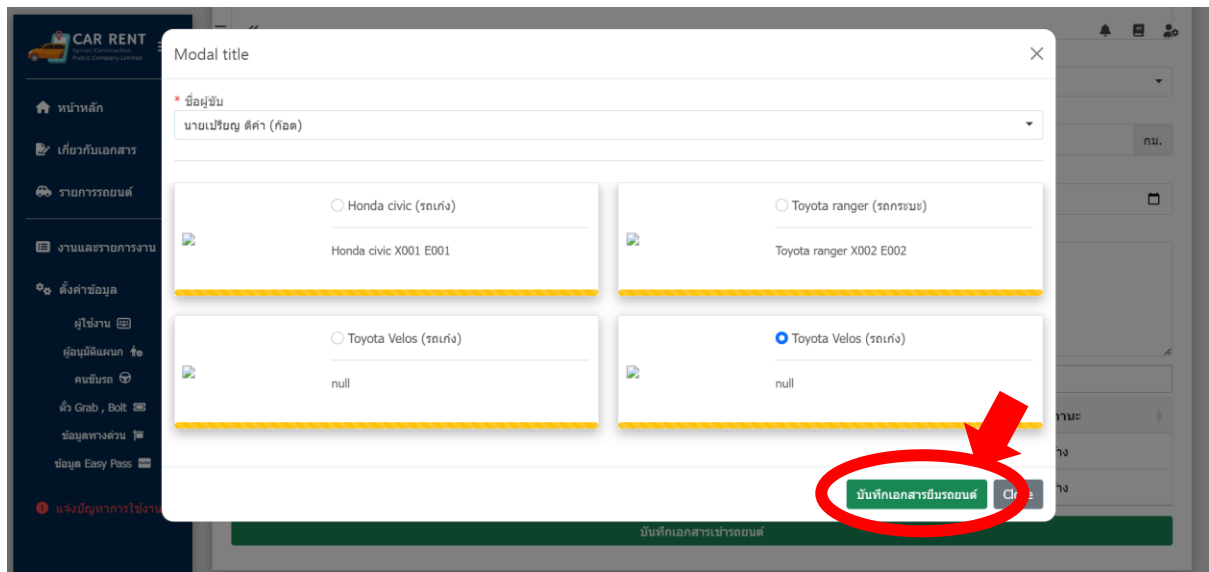 CAR RENT
Syntec Construction
Public Company Limited
หน้าหลัก
เกี่ยวกับเอกสาร
รายการรถยนต์
งานและรายการงาน
ตั้งค่าข้อมูล
ผู้ใช้งาน
ผู้อนุมัติแผนก
คนขับรถ
ตั๋ว Grab , Bolt
ข้อมูลทางด่วน
ข้อมูล Easy Pass
แจ้งปัญหาการใช้งาน
Modal title
* ชื่อผู้ขับ
นายเปรียญ ดีค่า (ก๊อต)
Honda civic (รถเก๋ง)
Honda civic X001 E001
Toyota ranger (รถกระบะ)
Toyota ranger X002 E002
Toyota Velos (รถเก่ง)
null
Toyota Velos (รถเก่ง)
null
บันทึกเอกสารยืมรถยนต์
กม.
บันทึกเอกสารเช่ารถยนต์